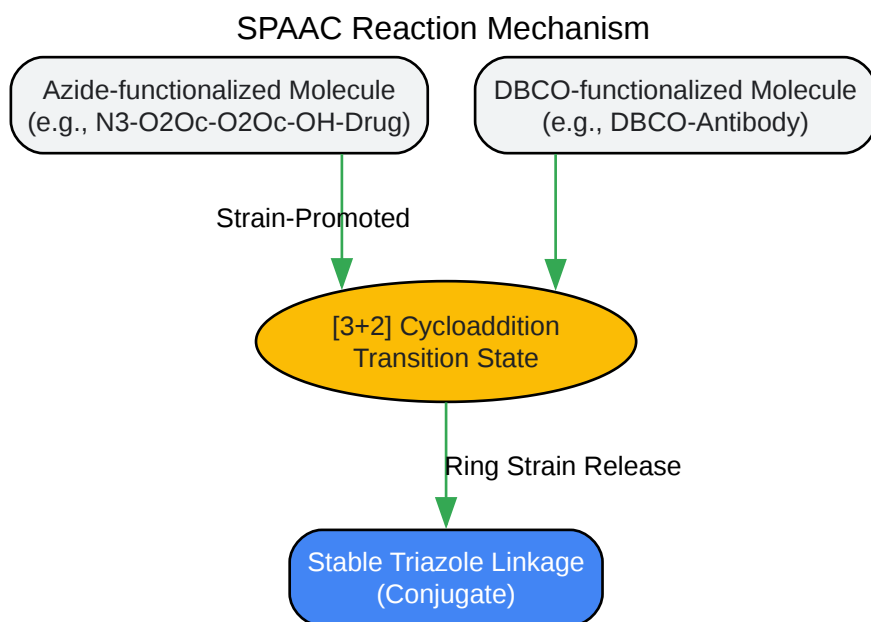 SPAAC Reaction Mechanism
Azide-functionalized Molecule
(e.g., N3-O2Oc-O2Oc-OH-Drug)
DBCO-functionalized Molecule
(e.g., DBCO-Antibody)
Strain-Promoted
[3+2] Cycloaddition
Transition State
Ring Strain Release
Stable Triazole Linkage
(Conjugate)